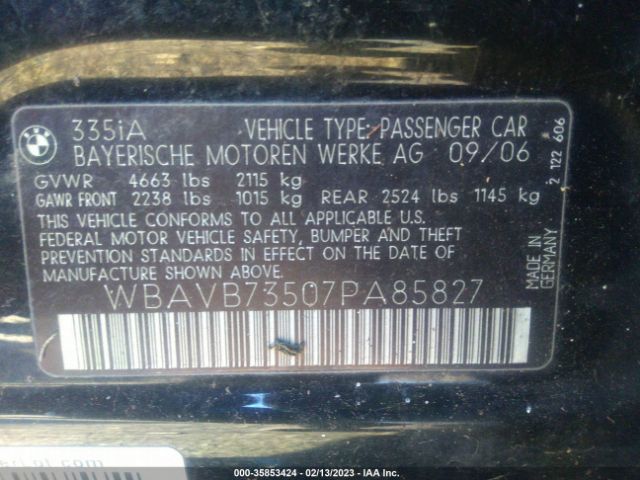 335iA VEHICLE TYPE: PASSENGER CAR
BAYERISCHE MOTOREN WERKE AG 09/06
GVWR 4663 lbs 2115 kg
GAWR FRONT 2238 lbs 1015 kg REAR 2524 lbs 1145 kg
THIS VEHICLE CONFORMS TO ALL APPLICABLE U.S.
FEDERAL MOTOR VEHICLE SAFETY, BUMPER AND THEFT
PREVENTION STANDARDS IN EFFECT ON THE DATE OF
MANUFACTURE SHOWN ABOVE.
WBAVB73507PA85827
2 122 606
MADE IN
GERMANY
.com
000 - 35853424 - 02/13/2023 - IAA Inc.